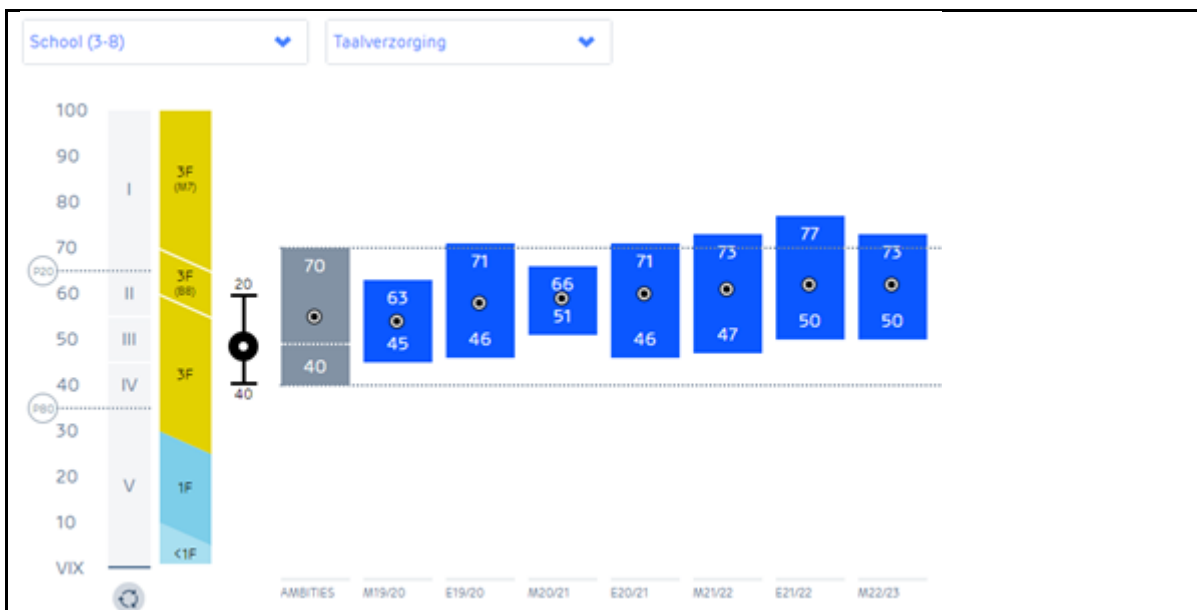 School (3-8) Taalverzorging
100
90
80
70
60
50
40
30
20
10
VIX
P20
P80
I
II
III
IV
V
3F
(M7)
3F
(B8)
3F
1F
<1F
20
40
70
40
63
45
71
46
66
51
71
46
73
47
77
50
73
50
AMBITIES M19/20 E19/20 M20/21 E20/21 M21/22 E21/22 M22/23